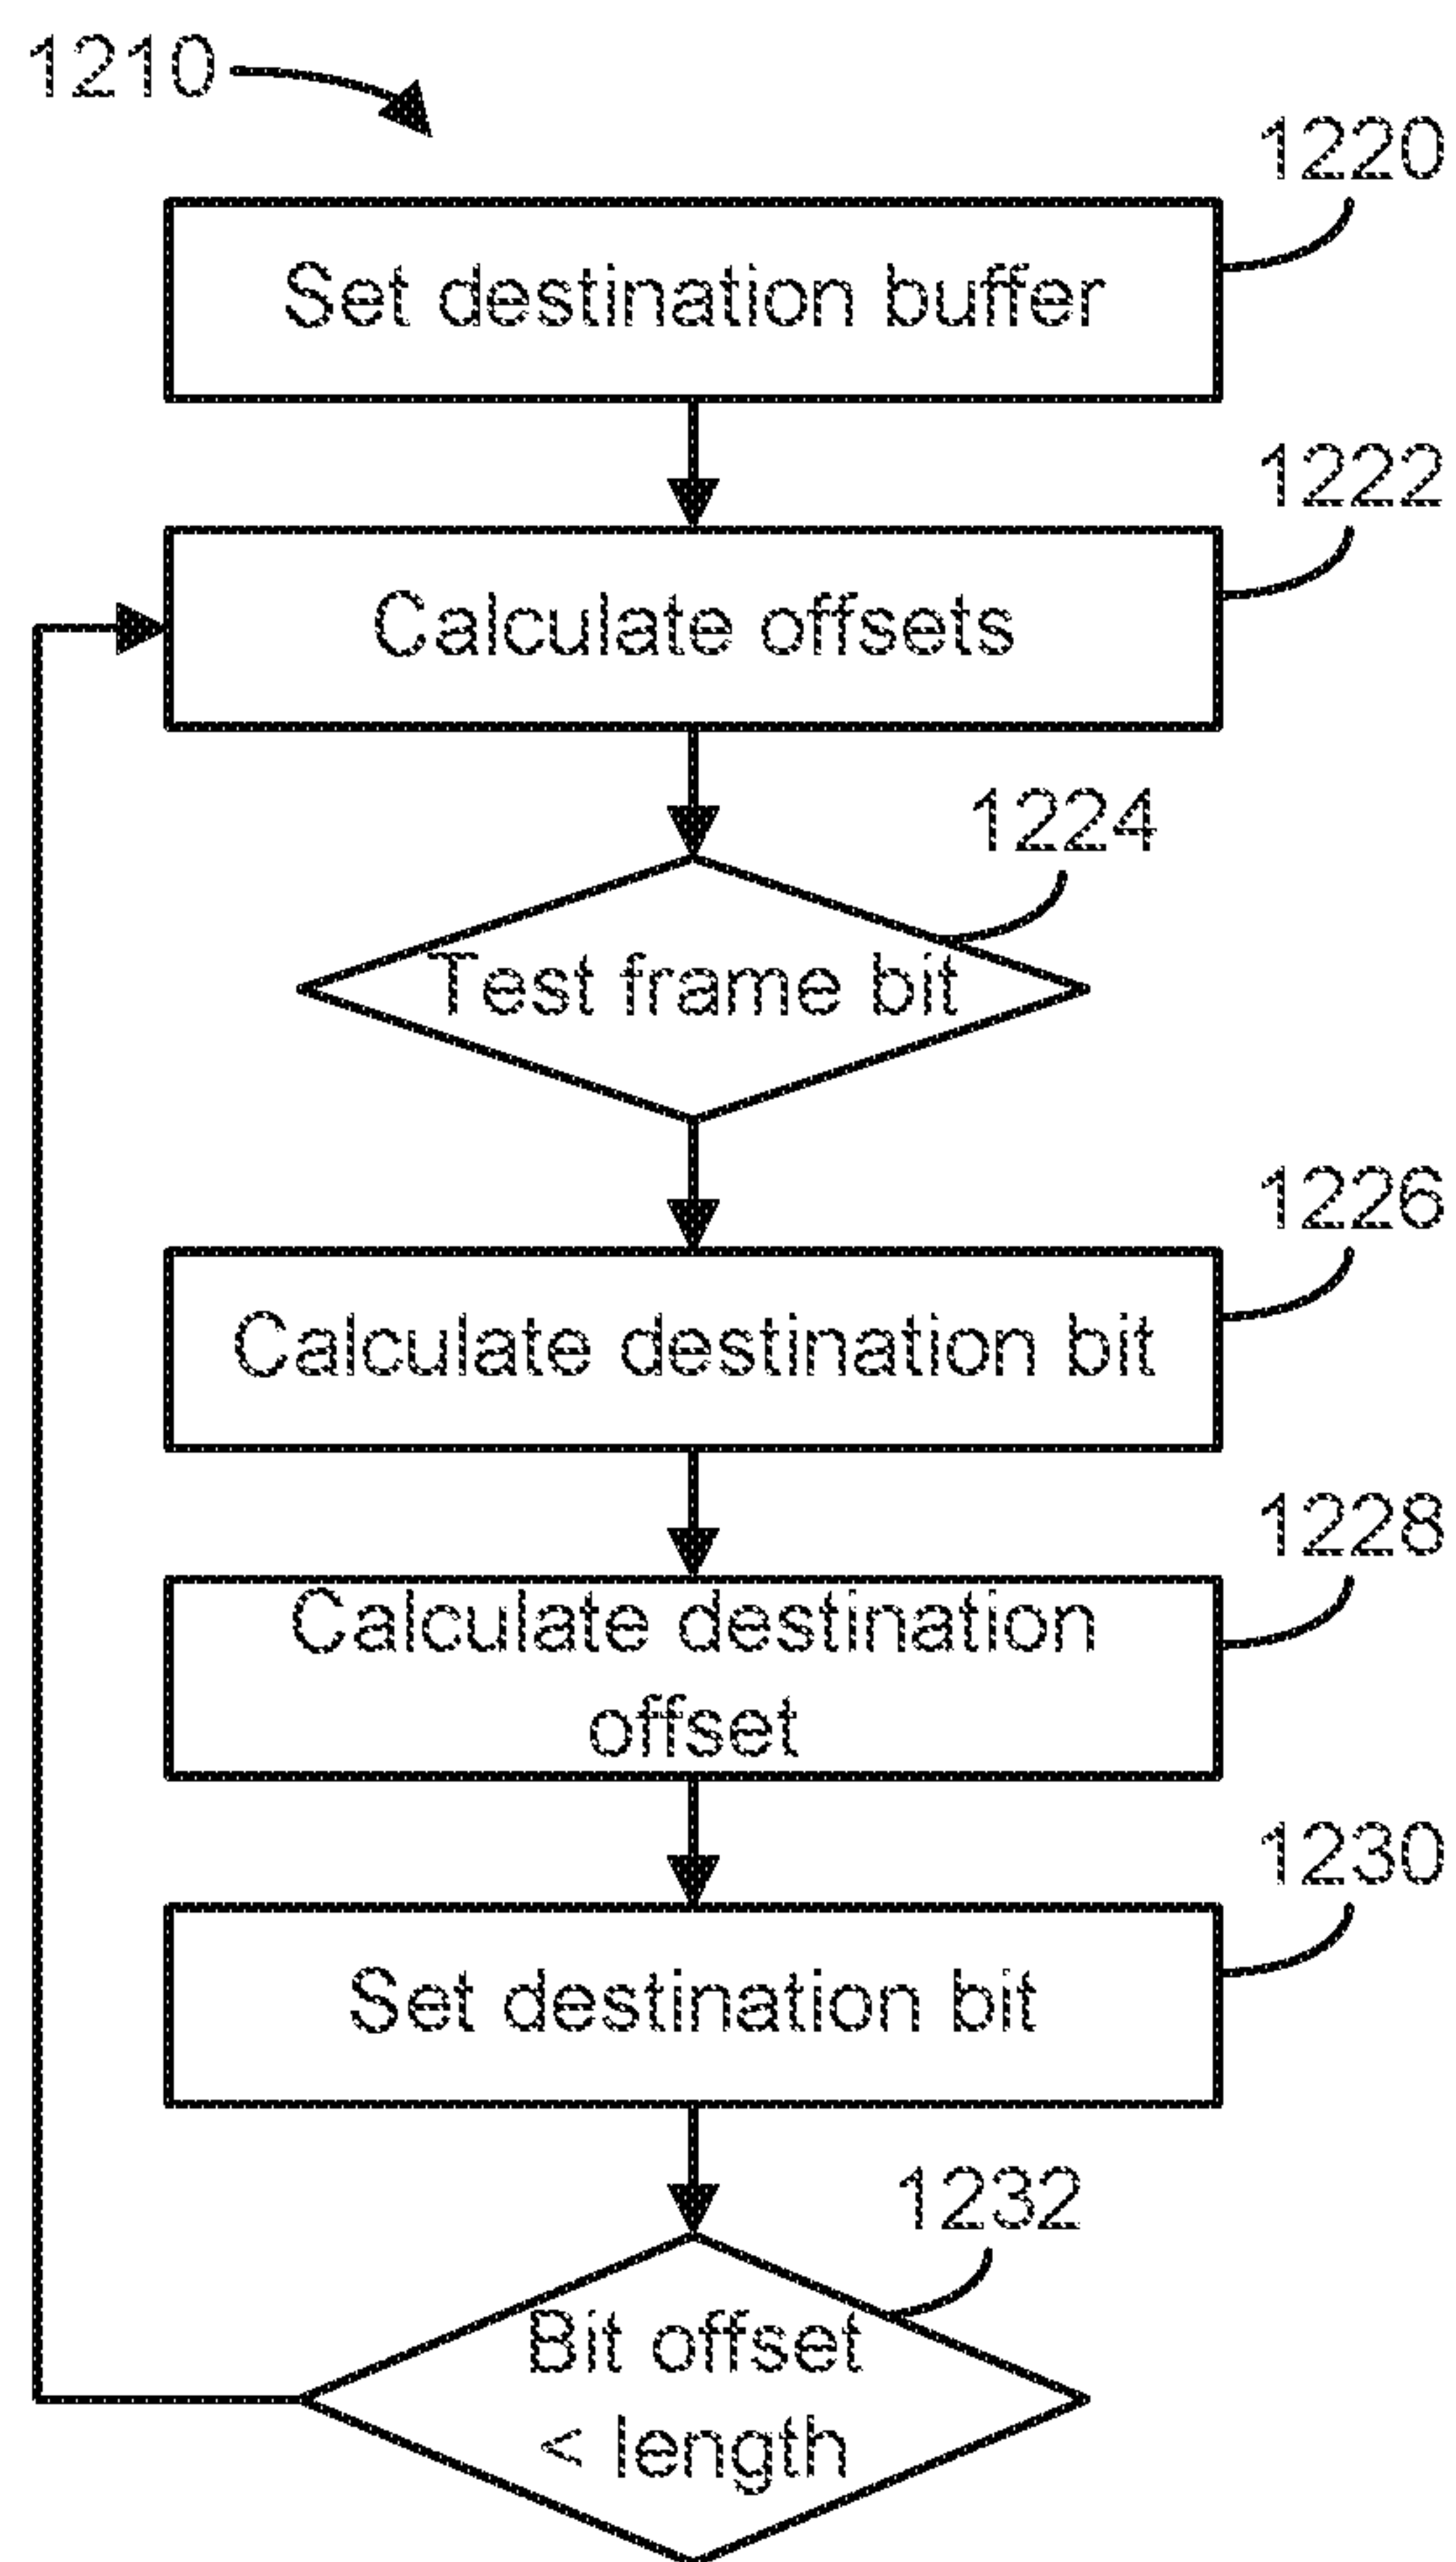 1210
1220
Set destination buffer
1222
Calculate offsets
1224
Test frame bit
1226
Calculate destination bit
1228
Calculate destination
offset
1230
Set destination bit
1232
Bit offset
< length